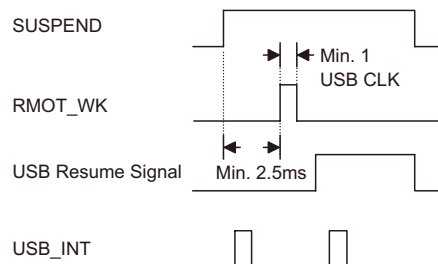 SUSPEND
Min. 1
USB CLK
RMOT_WK
USB Resume Signal
Min. 2.5ms
USB_INT